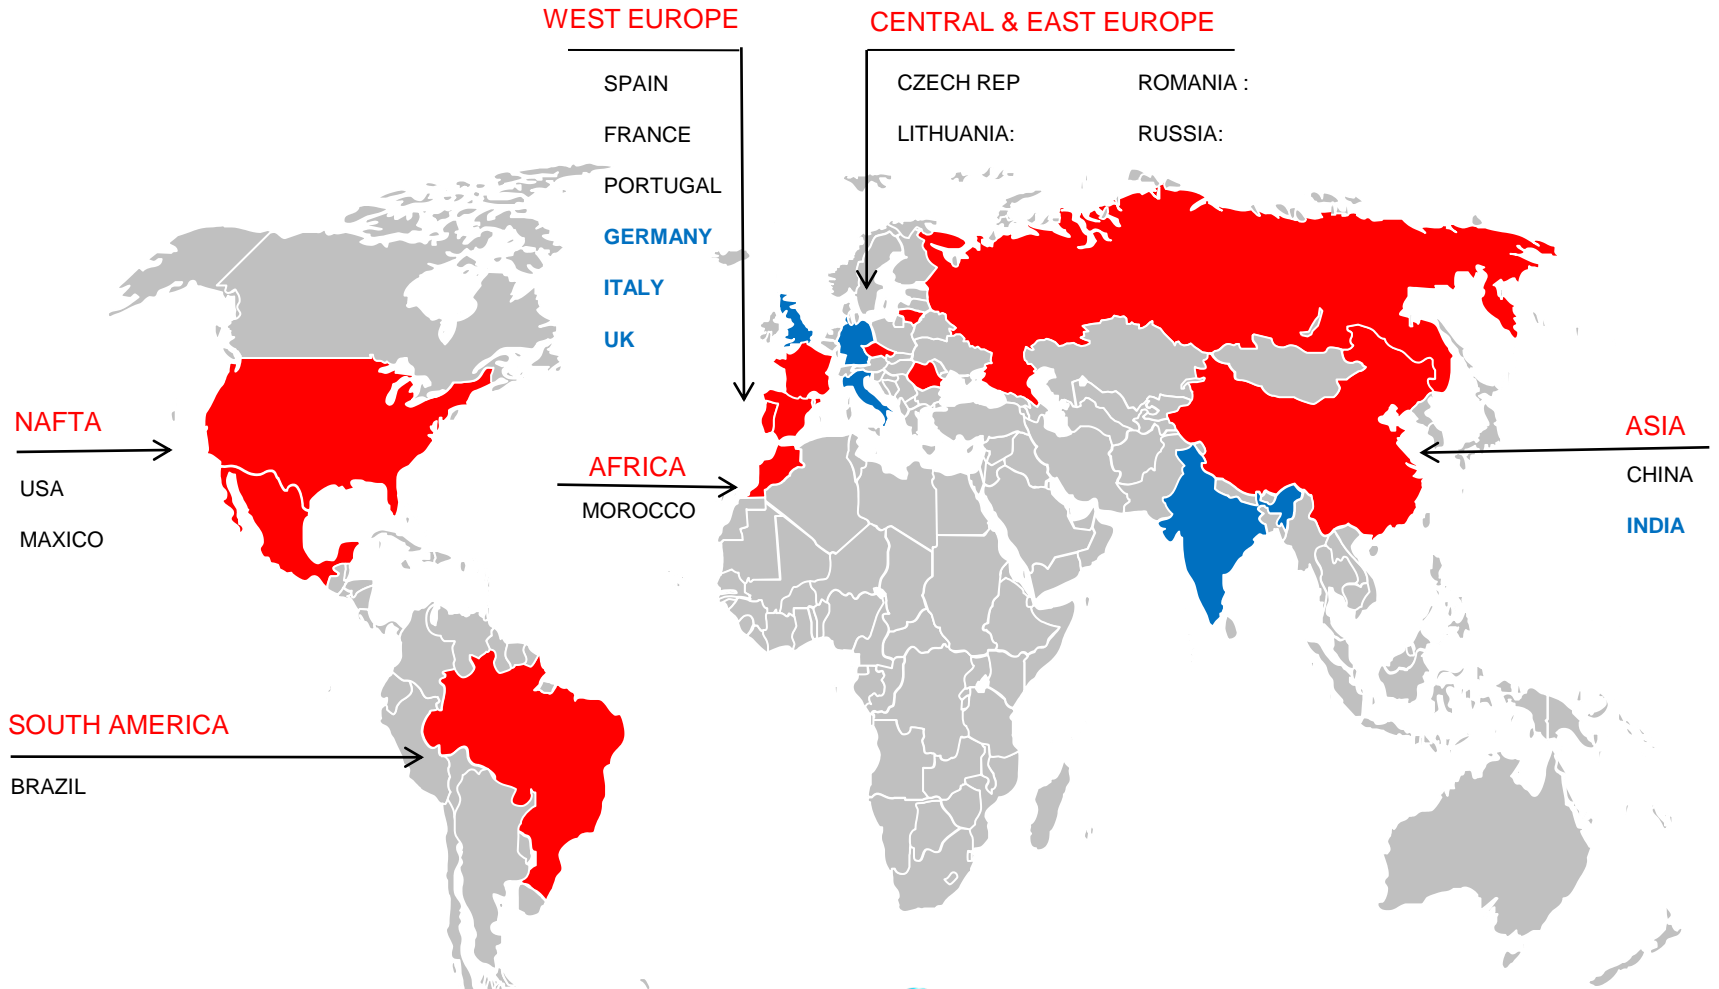 WEST EUROPE
SPAIN
FRANCE
PORTUGAL
GERMANY
ITALY
UK
CENTRAL & EAST EUROPE
CZECH REP
ROMANIA :
LITHUANIA:
RUSSIA:
NAFTA
USA
MAXICO
AFRICA
MOROCCO
ASIA
CHINA
INDIA
SOUTH AMERICA
BRAZIL